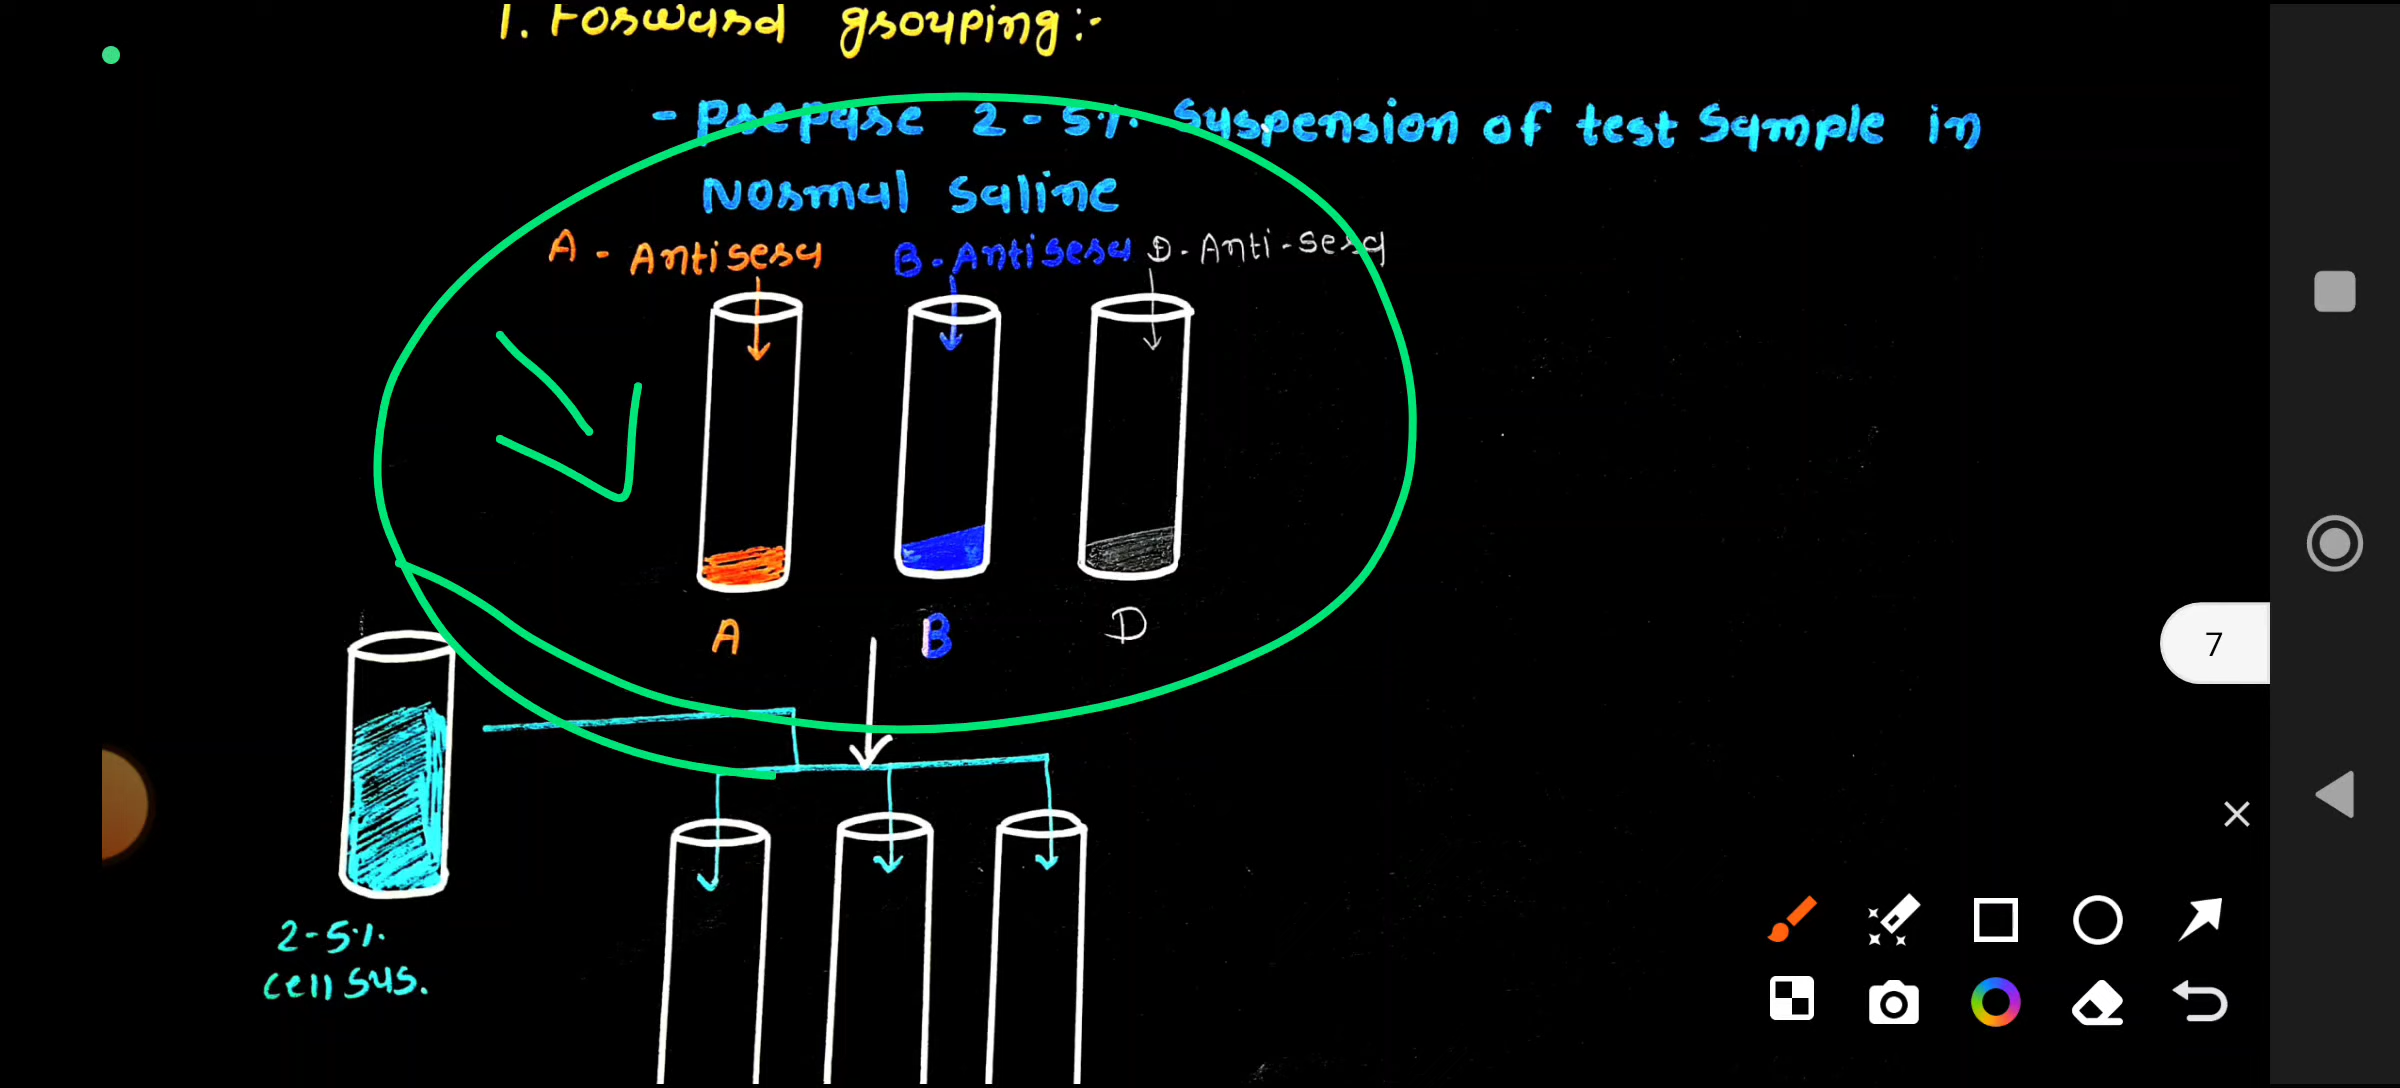 1. Forward grouping:-
- Prepare 2-5% Suspension of test Sample in
Normal Saline
A - Antisera B-Antisera D-Anti-sera
A B D
2-5%
cell sus.
7